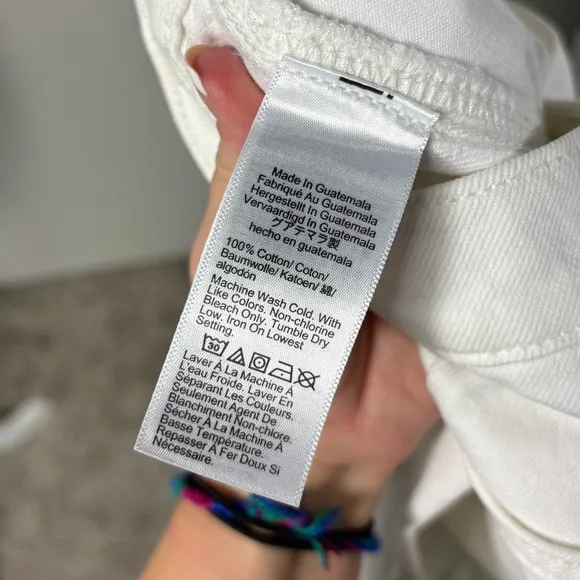 Made In Guatemala
Fabriqué Au Guatemala
Hergestellt In Guatemala
Vervaardigd In Guatemala
グアテマラ製
hecho en guatemala
100% Cotton/ Coton/
Baumwolle/ Katoen/ 綿/
algodón
Machine Wash Cold, With
Like Colors, Non-chlorine
Bleach Only. Tumble Dry
Low. Iron On Lowest
Setting.
30
Laver À La Machine À
L'eau Froide. Laver En
Séparant Les Couleurs.
Seulement Agent De
Blanchiment Non-chlore.
Sécher À La Machine À
Basse Température.
Repasser À Fer Doux Si
Nécessaire.